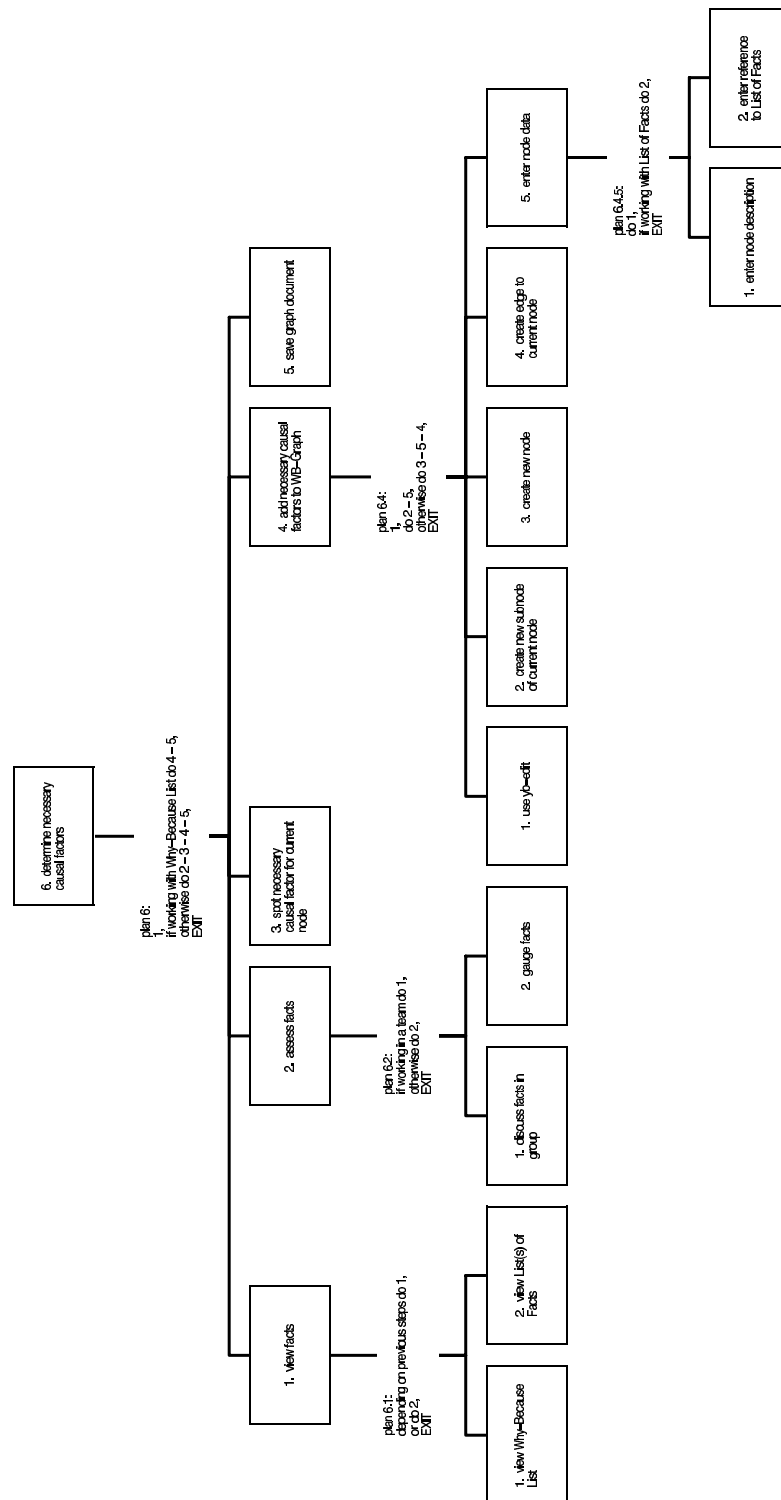 6. determine necessary
causal factors
plan 6:
1,
if working with Why-Because List do 4 - 5,
otherwise do 2 - 3 - 4 - 5,
EXIT
1. view facts
2. assess facts
3. spot necessary
causal factor for current
node
4. add necessary causal
factors to WB-Graph
5. save graph document
plan 6.1:
depending on previous steps do 1,
or do 2,
EXIT
plan 6.2:
if working in a team do 1,
otherwise do 2,
EXIT
plan 6.4:
1,
do 2 - 5,
otherwise do 3 - 5 - 4,
EXIT
1. view Why-Because
List
2. view List(s) of
Facts
1. discuss facts in
group
2. gauge facts
1. use yb-edit
2. create new subnode
of current node
3. create new node
4. create edge to
current node
5. enter node data
plan 6.4.5:
do 1,
if working with List of Facts do 2,
EXIT
1. enter node description
2. enter reference
to List of Facts